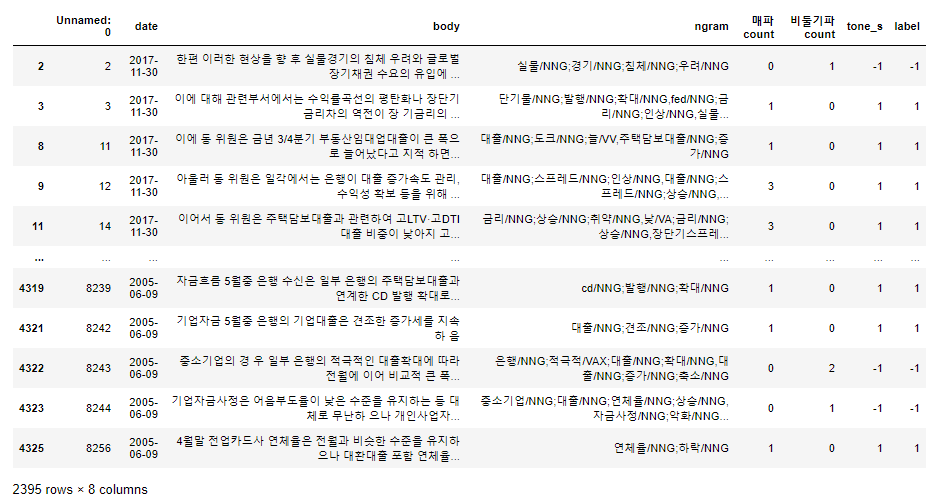 Unnamed: 0 date body ngram 매파 count 비둘기파 count tone_s label
2 2 2017-11-30 한편 이러한 현상을 향 후 실물경기의 침체 우려와 글로벌 실물/NNG;경기/NNG;침체/NNG;우려/NNG 0 1 -1 -1
장기채권 수요의 유입에 ...
3 3 2017-11-30 이에 대해 관련부서에서는 수익률곡선의 평탄화나 장단기 단기물/NNG;발행/NNG;확대/NNG,fed/NNG;금 1 0 1 1
금리차의 역전이 장 기금리의 ... 리/NNG;인상/NNG,실물...
8 11 2017-11-30 이에 동 위원은 금년 3/4분기 부동산임대업대출이 큰 폭으 대출/NNG;도크/NNG;늘/VV,주택담보대출/NNG;증 1 0 1 1
로 늘어났다고 지적 하면... 가/NNG
9 12 2017-11-30 아울러 동 위원은 일각에서는 은행이 대출 증가속도 관리, 대출/NNG;스프레드/NNG;인상/NNG,대출/NNG;스 3 0 1 1
수익성 확보 등을 위해 ... 프레드/NNG;상승/NNG,...
11 14 2017-11-30 이어서 동 위원은 주택담보대출과 관련하여 고LTV·고DTI 금리/NNG;상승/NNG;취약/NNG,낮/VA;금리/NNG; 3 0 1 1
대출 비중이 낮아지 고... 상승/NNG,장단기스프레...
... ... ... ... ... ... ... ... ...
4319 8239 2005-06-09 자금흐름 5월중 은행 수신은 일부 은행의 주택담보대출과 cd/NNG;발행/NNG;확대/NNG 1 0 1 1
연계한 CD 발행 확대로...
4321 8242 2005-06-09 기업자금 5월중 은행의 기업대출은 견조한 증가세를 지속 대출/NNG;견조/NNG;증가/NNG 1 0 1 1
하 음
4322 8243 2005-06-09 중소기업의 경 우 일부 은행의 적극적인 대출확대에 따라 은행/NNG;적극적/VAX;대출/NNG;확대/NNG,대 0 2 -1 -1
전월에 이어 비교적 큰 폭... 출/NNG;증가/NNG;축소/NNG
4323 8244 2005-06-09 기업자금사정은 어음부도율이 낮은 수준을 유지하는 등 대 중소기업/NNG;대출/NNG;연체율/NNG;상승/NNG, 0 1 -1 -1
체로 무난하 으나 개인사업자... 자금사정/NNG;악화/NNG...
4325 8256 2005-06-09 4월말 전업카드사 연체율은 전월과 비슷한 수준을 유지하 연체율/NNG;하락/NNG 1 0 1 1
으나 대환대출 포함 연체율...
2395 rows × 8 columns